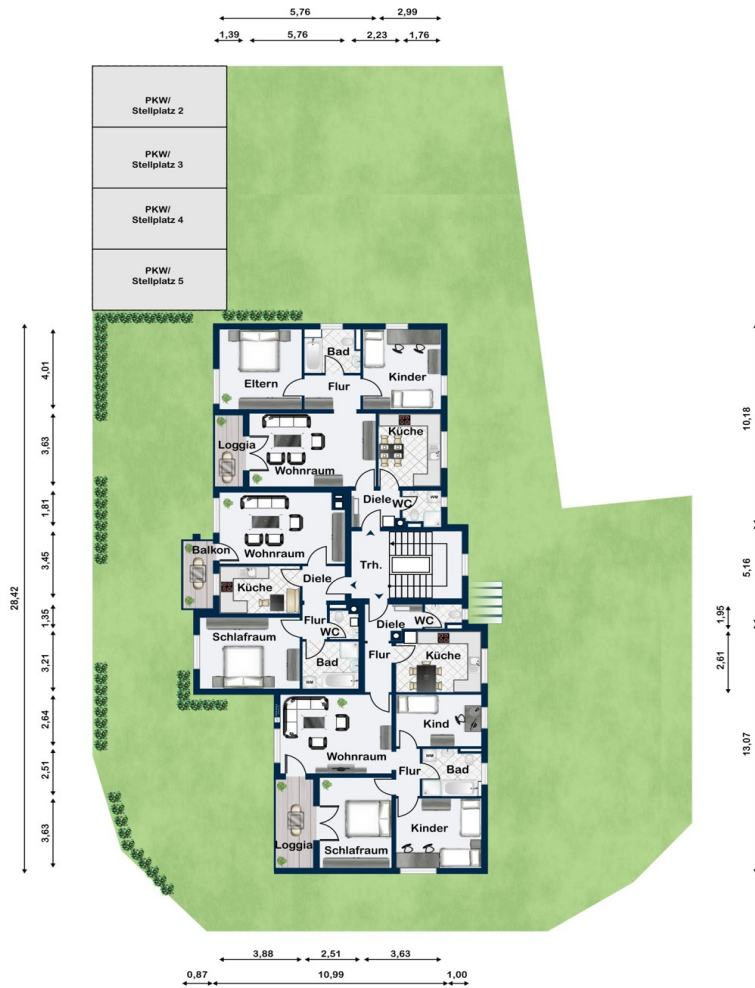 5,76 2,99
1,39 5,76 2,23 1,76
PKW/
Stellplatz 2
PKW/
Stellplatz 3
PKW/
Stellplatz 4
PKW/
Stellplatz 5
Bad
Eltern Flur Kinder
4,01
10,18
Loggia Küche
Wohnraum
3,63
Diele WC
WM
1,81
Balkon Wohnraum
Trh.
3,45
5,16
Küche Diele
28,42
Flur WC
Diele WC
1,35
1,95
Schlafraum Bad
WM
Flur Küche
3,21
2,61
Kind
2,64
Wohnraum
13,07
Flur Bad
WM
2,51
Kinder
3,63
Loggia Schlafraum
3,88 2,51 3,63
0,87 10,99 1,00